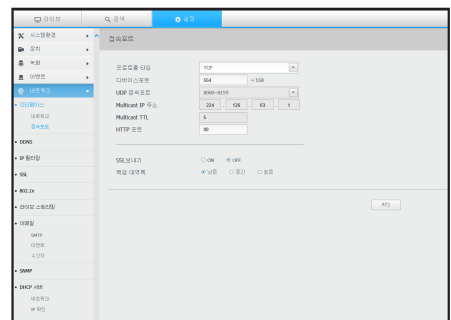 라이브
검색
설정
시스템환경
장치
녹화
이벤트
네트워크
인터페이스
네트워크
접속포트
DDNS
IP 필터링
SSL
802.1x
라이브 스트리밍
이메일
SMTP
이벤트
수신자
SNMP
DHCP 서버
네트워크
IP 확인
접속포트
프로토콜 타입 TCP
디바이스포트 554 ~ 558
UDP 접속포트 8000~8159
Multicast IP 주소 224 . 126 . 63 . 1
Multicast TTL 5
HTTP 포트 80
SSL보내기 ON OFF
백업 대역폭 낮음 중간 높음
확인